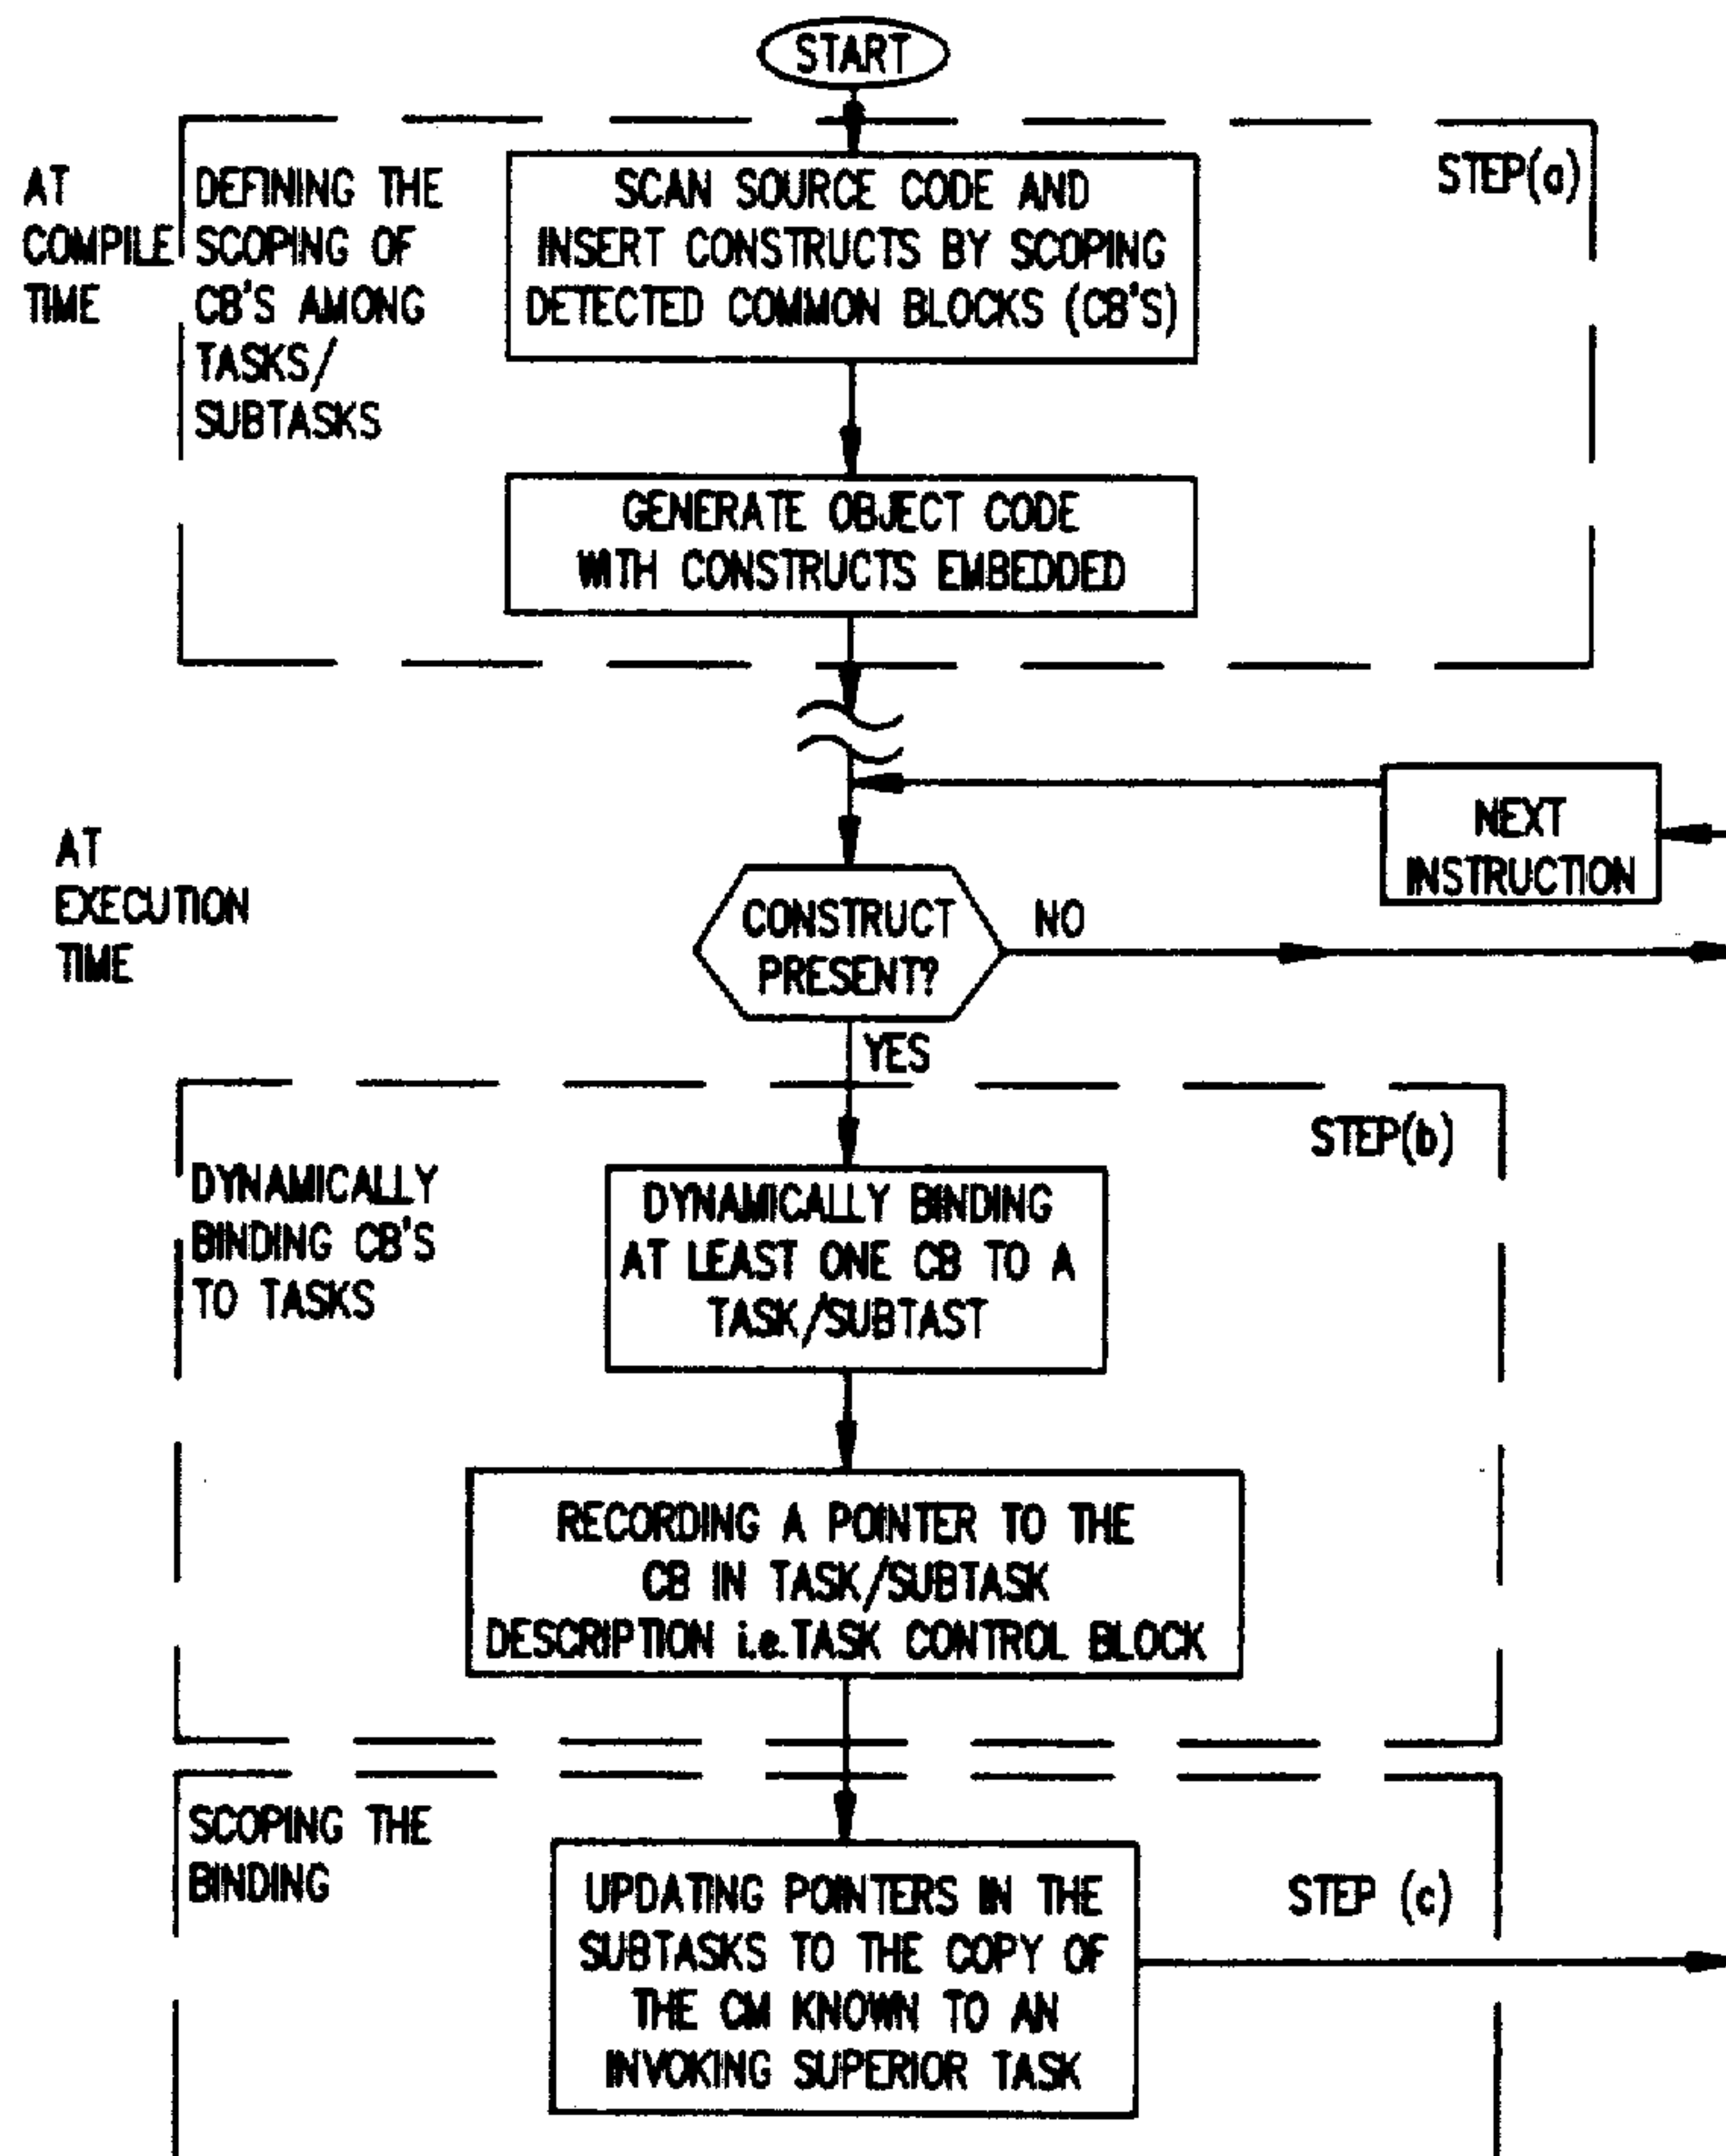 START
AT
COMPILE
TIME
DEFINING THE
SCOPING OF
CB'S AMONG
TASKS/
SUBTASKS
SCAN SOURCE CODE AND
INSERT CONSTRUCTS BY SCOPING
DETECTED COMMON BLOCKS (CB'S)
STEP(a)
GENERATE OBJECT CODE
WITH CONSTRUCTS EMBEDDED
NEXT
INSTRUCTION
AT
EXECUTION
TIME
CONSTRUCT
PRESENT?
NO
YES
STEP(b)
DYNAMICALLY
BINDING CB'S
TO TASKS
DYNAMICALLY BINDING
AT LEAST ONE CB TO A
TASK/SUBTAST
RECORDING A POINTER TO THE
CB IN TASK/SUBTASK
DESCRIPTION i.e.TASK CONTROL BLOCK
SCOPING THE
BINDING
UPDATING POINTERS IN THE
SUBTASKS TO THE COPY OF
THE CM KNOWN TO AN
INVOKING SUPERIOR TASK
STEP (c)